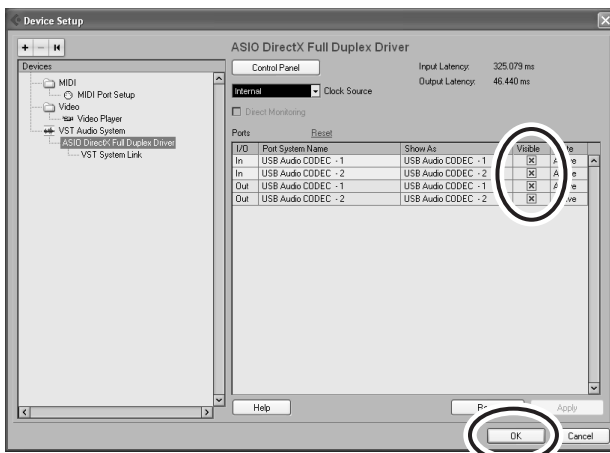 Device Setup
Devices
MIDI
MIDI Port Setup
Video
Video Player
VST Audio System
ASIO DirectX Full Duplex Driver
VST System Link
ASIO DirectX Full Duplex Driver
Control Panel
Input Latency: 325.079 ms
Output Latency: 46.440 ms
Internal Clock Source
Direct Monitoring
Ports Reset
I/O Port System Name Show As Visible
In USB Audio CODEC - 1 USB Audio CODEC - 1
In USB Audio CODEC - 2 USB Audio CODEC - 2
Out USB Audio CODEC - 1 USB Audio CODEC - 1
Out USB Audio CODEC - 2 USB Audio CODEC - 2
Help Apply
OK Cancel